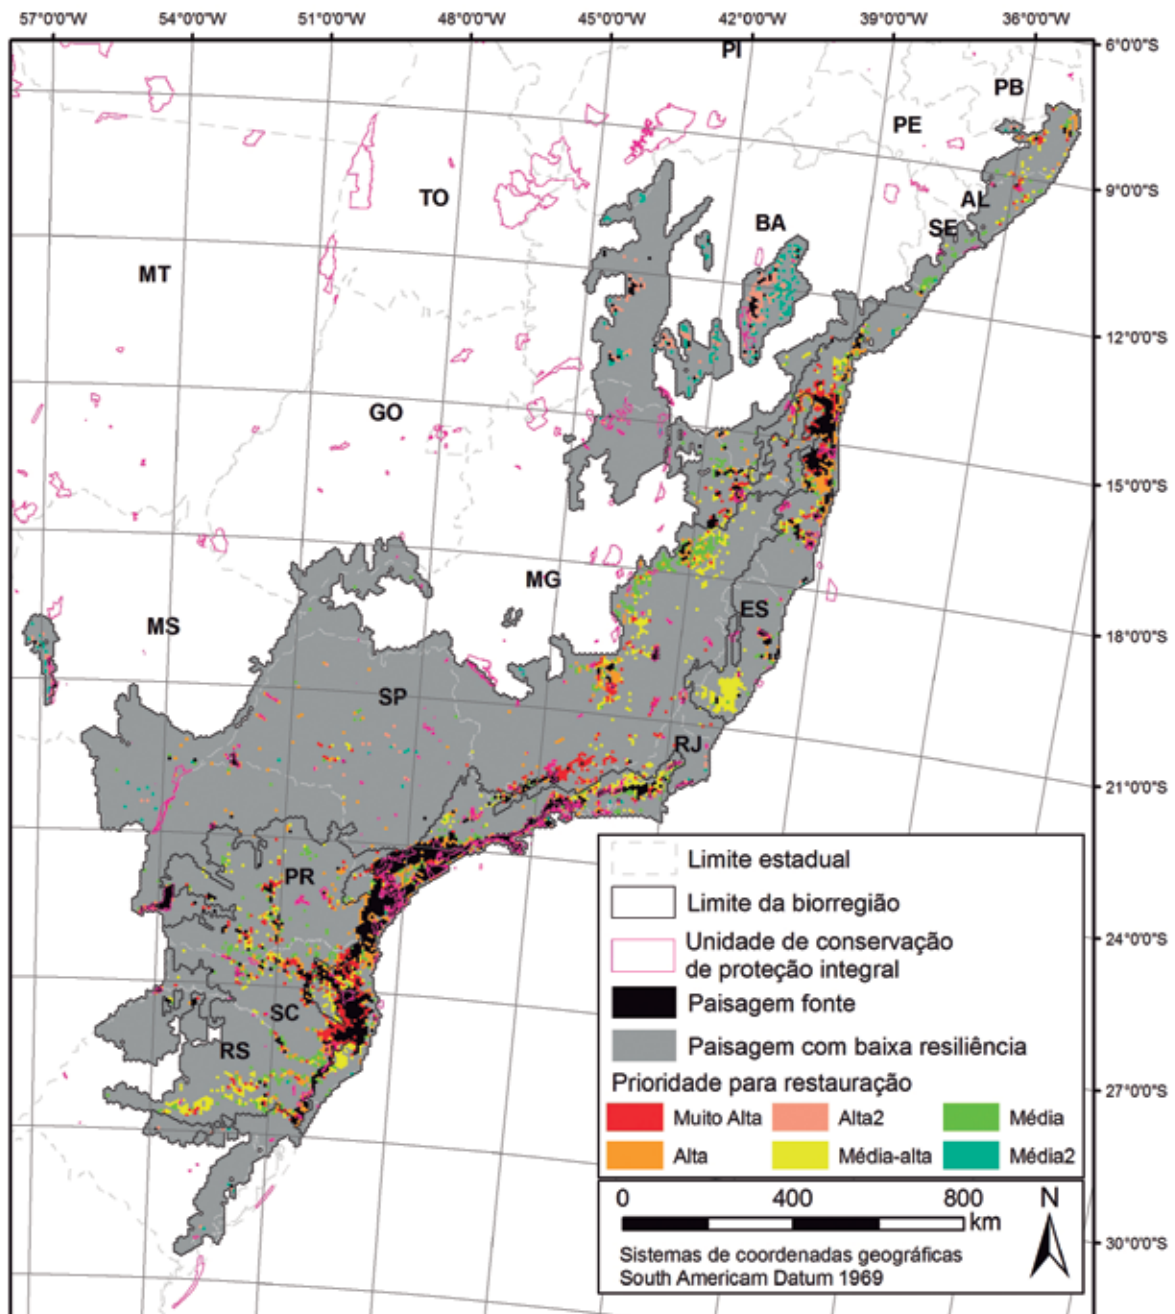 57°0'0"W 54°0'0"W 51°0'0"W 48°0'0"W 45°0'0"W 42°0'0"W 39°0'0"W 36°0'0"W
6°0'0"S
PI
PB
PE
9°0'0"S
TO
AL
BA
SE
MT
12°0'0"S
GO
15°0'0"S
MG
ES
MS
18°0'0"S
SP
RJ
21°0'0"S
PR
24°0'0"S
SC
RS
27°0'0"S
30°0'0"S
Limite estadual
Limite da biorregião
Unidade de conservação
de proteção integral
Paisagem fonte
Paisagem com baixa resiliência
Prioridade para restauração
Muito Alta Alta2 Média
Alta Média-alta Média2
0 400 800
km
N
Sistemas de coordenadas geográficas
South Americam Datum 1969